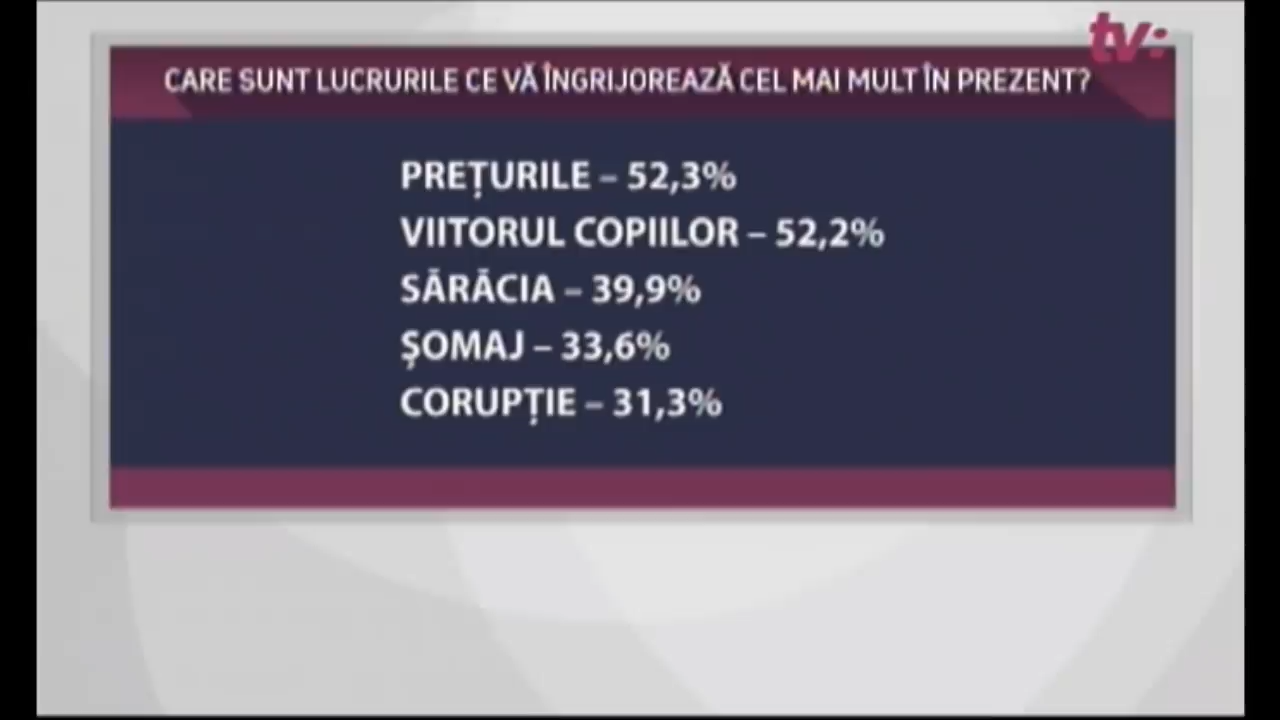 tv:
CARE SUNT LUCRURILE CE VĂ ÎNGRIJOREAZĂ CEL MAI MULT ÎN PREZENT?
PREȚURILE – 52,3%
VIITORUL COPIILOR – 52,2%
SĂRĂCIA – 39,9%
ȘOMAJ – 33,6%
CORUPȚIE – 31,3%